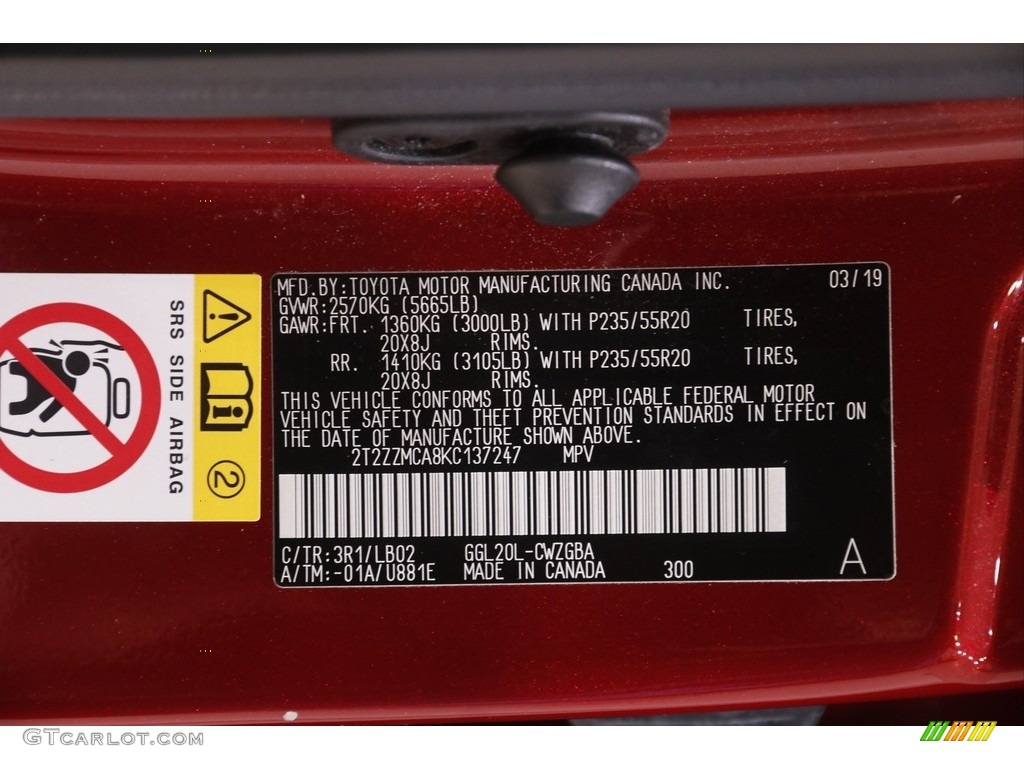 MFD.BY:TOYOTA MOTOR MANUFACTURING CANADA INC. 03/19
GVWR:2570KG (5665LB)
GAWR:FRT. 1360KG (3000LB) WITH P235/55R20 TIRES,
20X8J RIMS.
RR. 1410KG (3105LB) WITH P235/55R20 TIRES,
20X8J RIMS.
THIS VEHICLE CONFORMS TO ALL APPLICABLE FEDERAL MOTOR
VEHICLE SAFETY AND THEFT PREVENTION STANDARDS IN EFFECT ON
THE DATE OF MANUFACTURE SHOWN ABOVE.
2T2ZZMCA8KC137247 MPV
C/TR:3R1/LB02 GGL20L-CWZGBA
A/TM:-01A/U881E MADE IN CANADA 300 A
SRS SIDE AIRBAG
2
GTCarlot.com